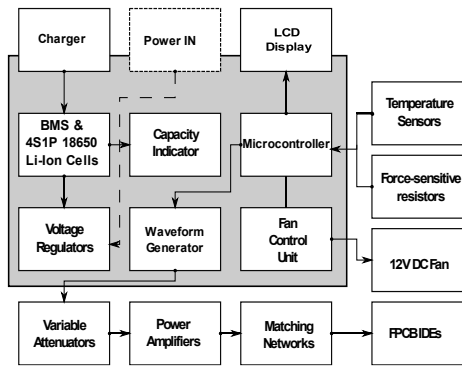 Charger
Power IN
LCD
Display
BMS &
4S1P 18650
Li-Ion Cells
Capacity
Indicator
Microcontroller
Temperature
Sensors
Force-sensitive
resistors
Voltage
Regulators
Waveform
Generator
Fan
Control
Unit
12V DC Fan
Variable
Attenuators
Power
Amplifiers
Matching
Networks
FPCB IDEs